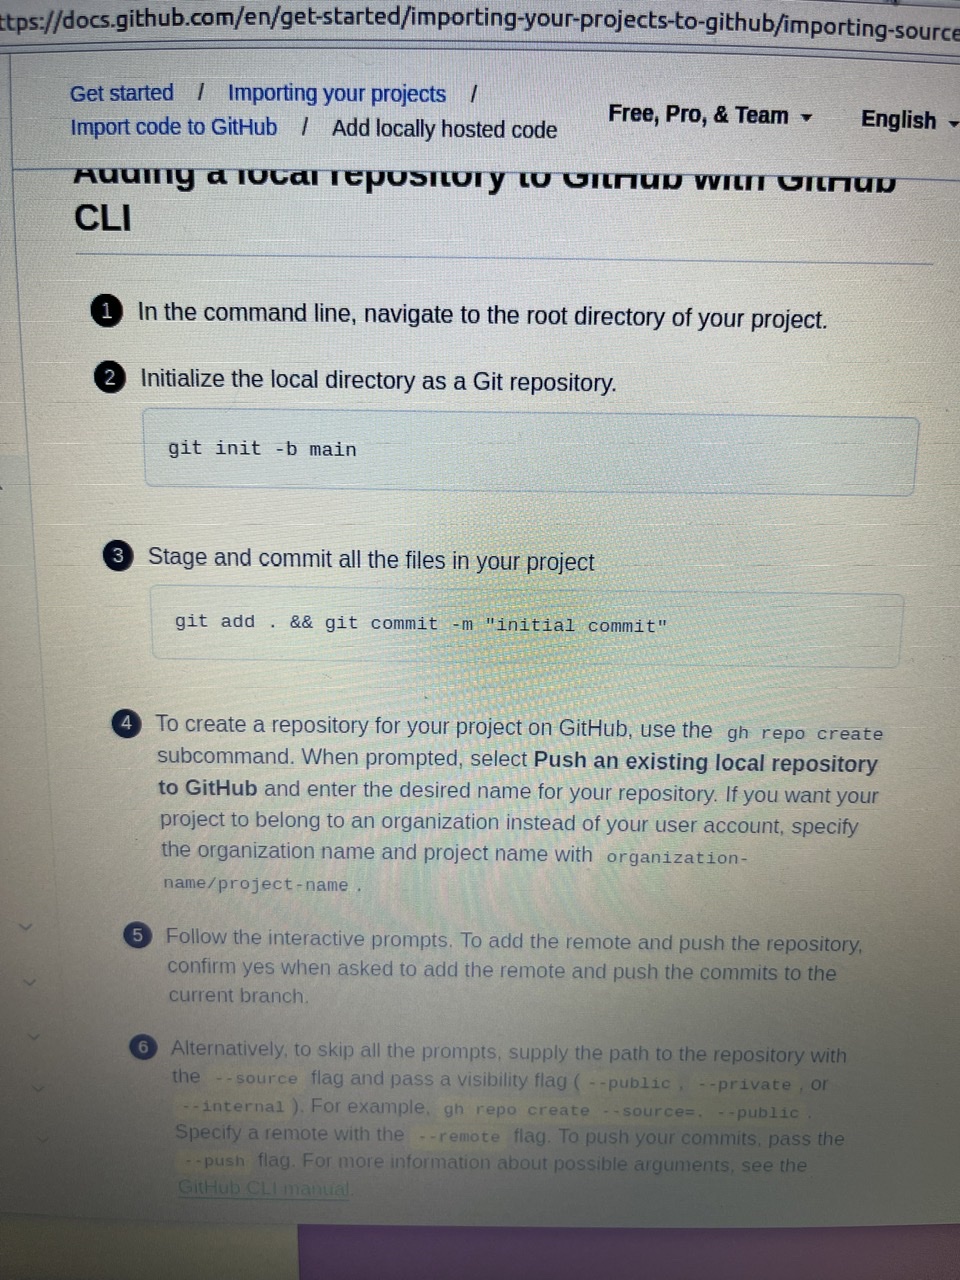 ttps://docs.github.com/en/get-started/importing-your-projects-to-github/importing-source
Get started / Importing your projects /
Import code to GitHub / Add locally hosted code
Free, Pro, & Team
English
Adding a local repository to GitHub with GitHub
CLI
1 In the command line, navigate to the root directory of your project.
2 Initialize the local directory as a Git repository.
git init -b main
3 Stage and commit all the files in your project
git add . && git commit -m "initial commit"
4 To create a repository for your project on GitHub, use the gh repo create
subcommand. When prompted, select Push an existing local repository
to GitHub and enter the desired name for your repository. If you want your
project to belong to an organization instead of your user account, specify
the organization name and project name with organization-
name/project-name .
5 Follow the interactive prompts. To add the remote and push the repository,
confirm yes when asked to add the remote and push the commits to the
current branch.
6 Alternatively, to skip all the prompts, supply the path to the repository with
the --source flag and pass a visibility flag ( --public , --private , or
--internal ). For example, gh repo create --source=. --public .
Specify a remote with the --remote flag. To push your commits, pass the
--push flag. For more information about possible arguments, see the
GitHub CLI manual.